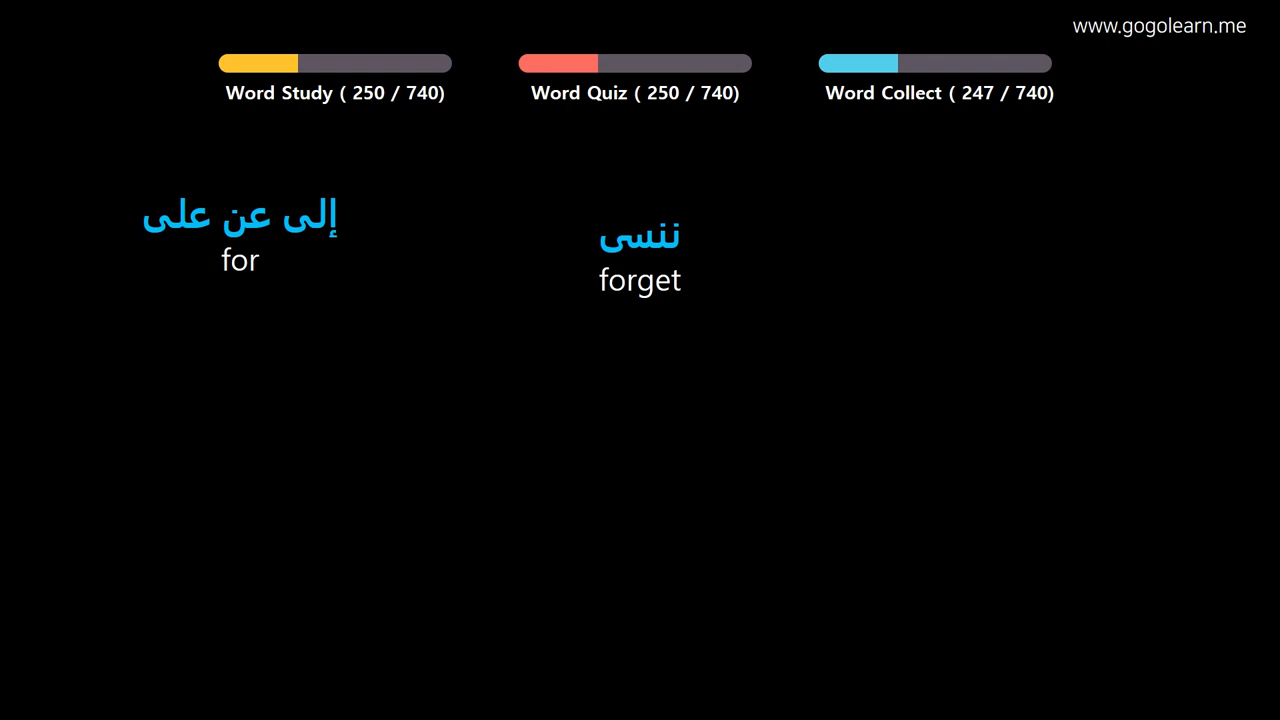 www.gogolearn.me
Word Study ( 250 / 740)
Word Quiz ( 250 / 740)
Word Collect ( 247 / 740)
إلى عن على
for
ننسى
forget